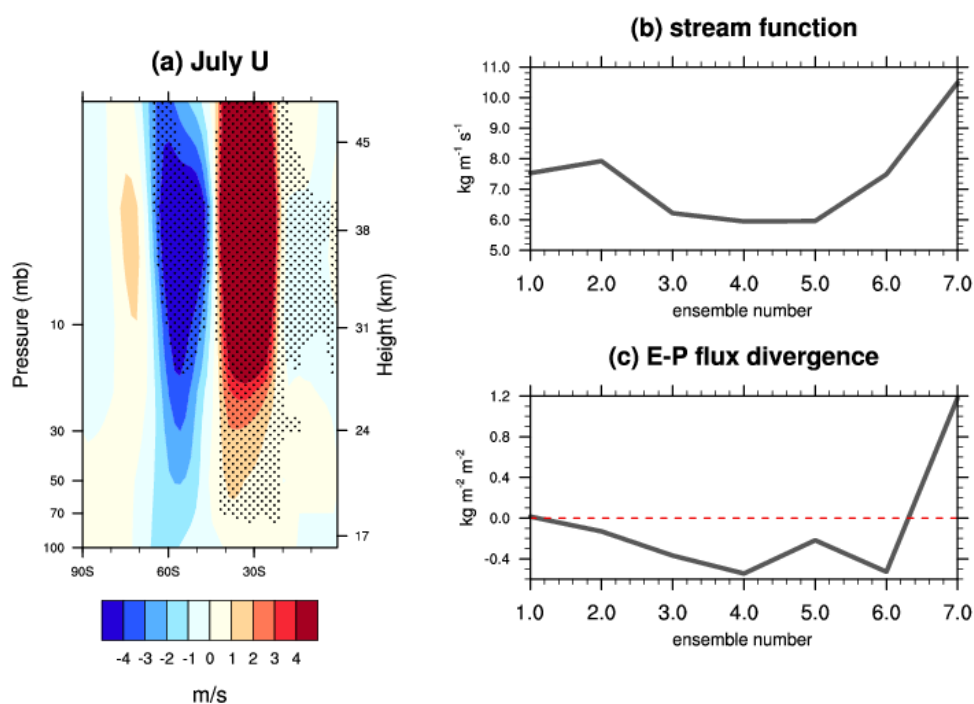 (a) July U
Pressure (mb)
10
30
50
70
100
45
38
31
24
17
Height (km)
90S 60S 30S
-4 -3 -2 -1 0 1 2 3 4
m/s
(b) stream function
kg m⁻¹ s⁻¹
11.0
10.0
9.0
8.0
7.0
6.0
5.0
1.0 2.0 3.0 4.0 5.0 6.0 7.0
ensemble number
(c) E-P flux divergence
kg m⁻² m⁻²
1.2
0.8
0.4
0.0
-0.4
1.0 2.0 3.0 4.0 5.0 6.0 7.0
ensemble number